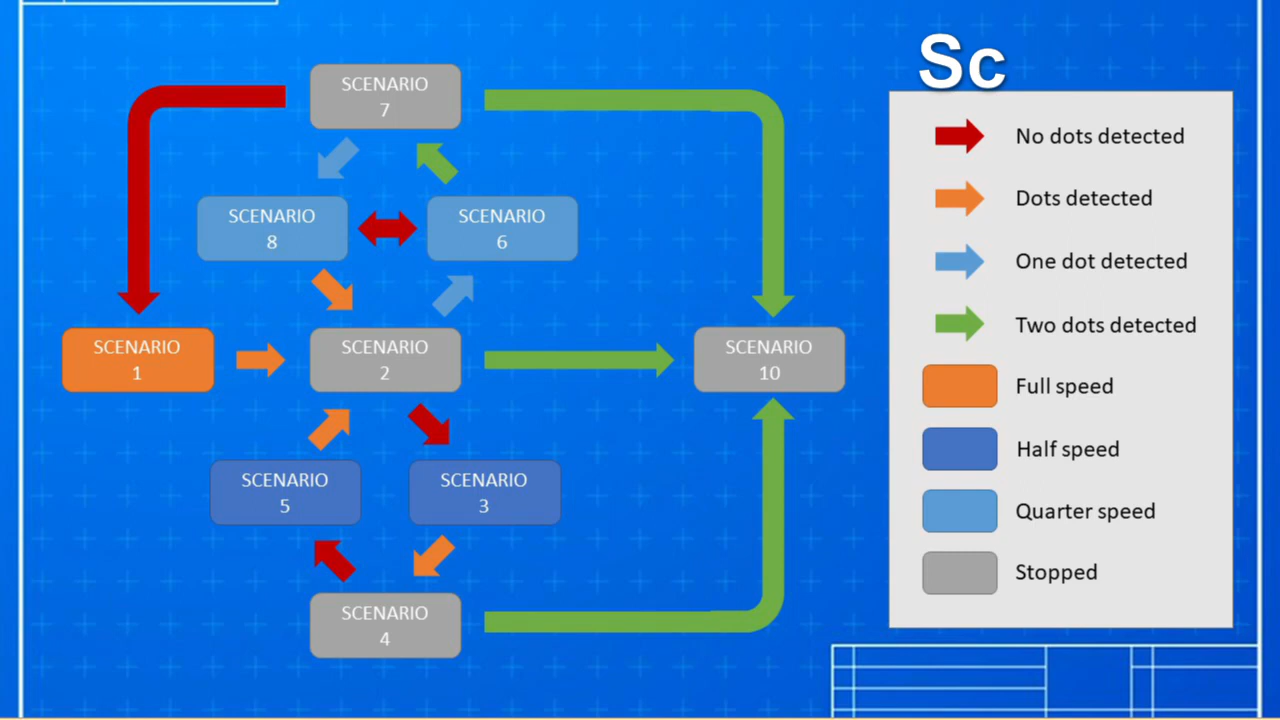 Sc
SCENARIO
7
SCENARIO
8
SCENARIO
6
SCENARIO
1
SCENARIO
2
SCENARIO
10
SCENARIO
5
SCENARIO
3
SCENARIO
4
No dots detected
Dots detected
One dot detected
Two dots detected
Full speed
Half speed
Quarter speed
Stopped